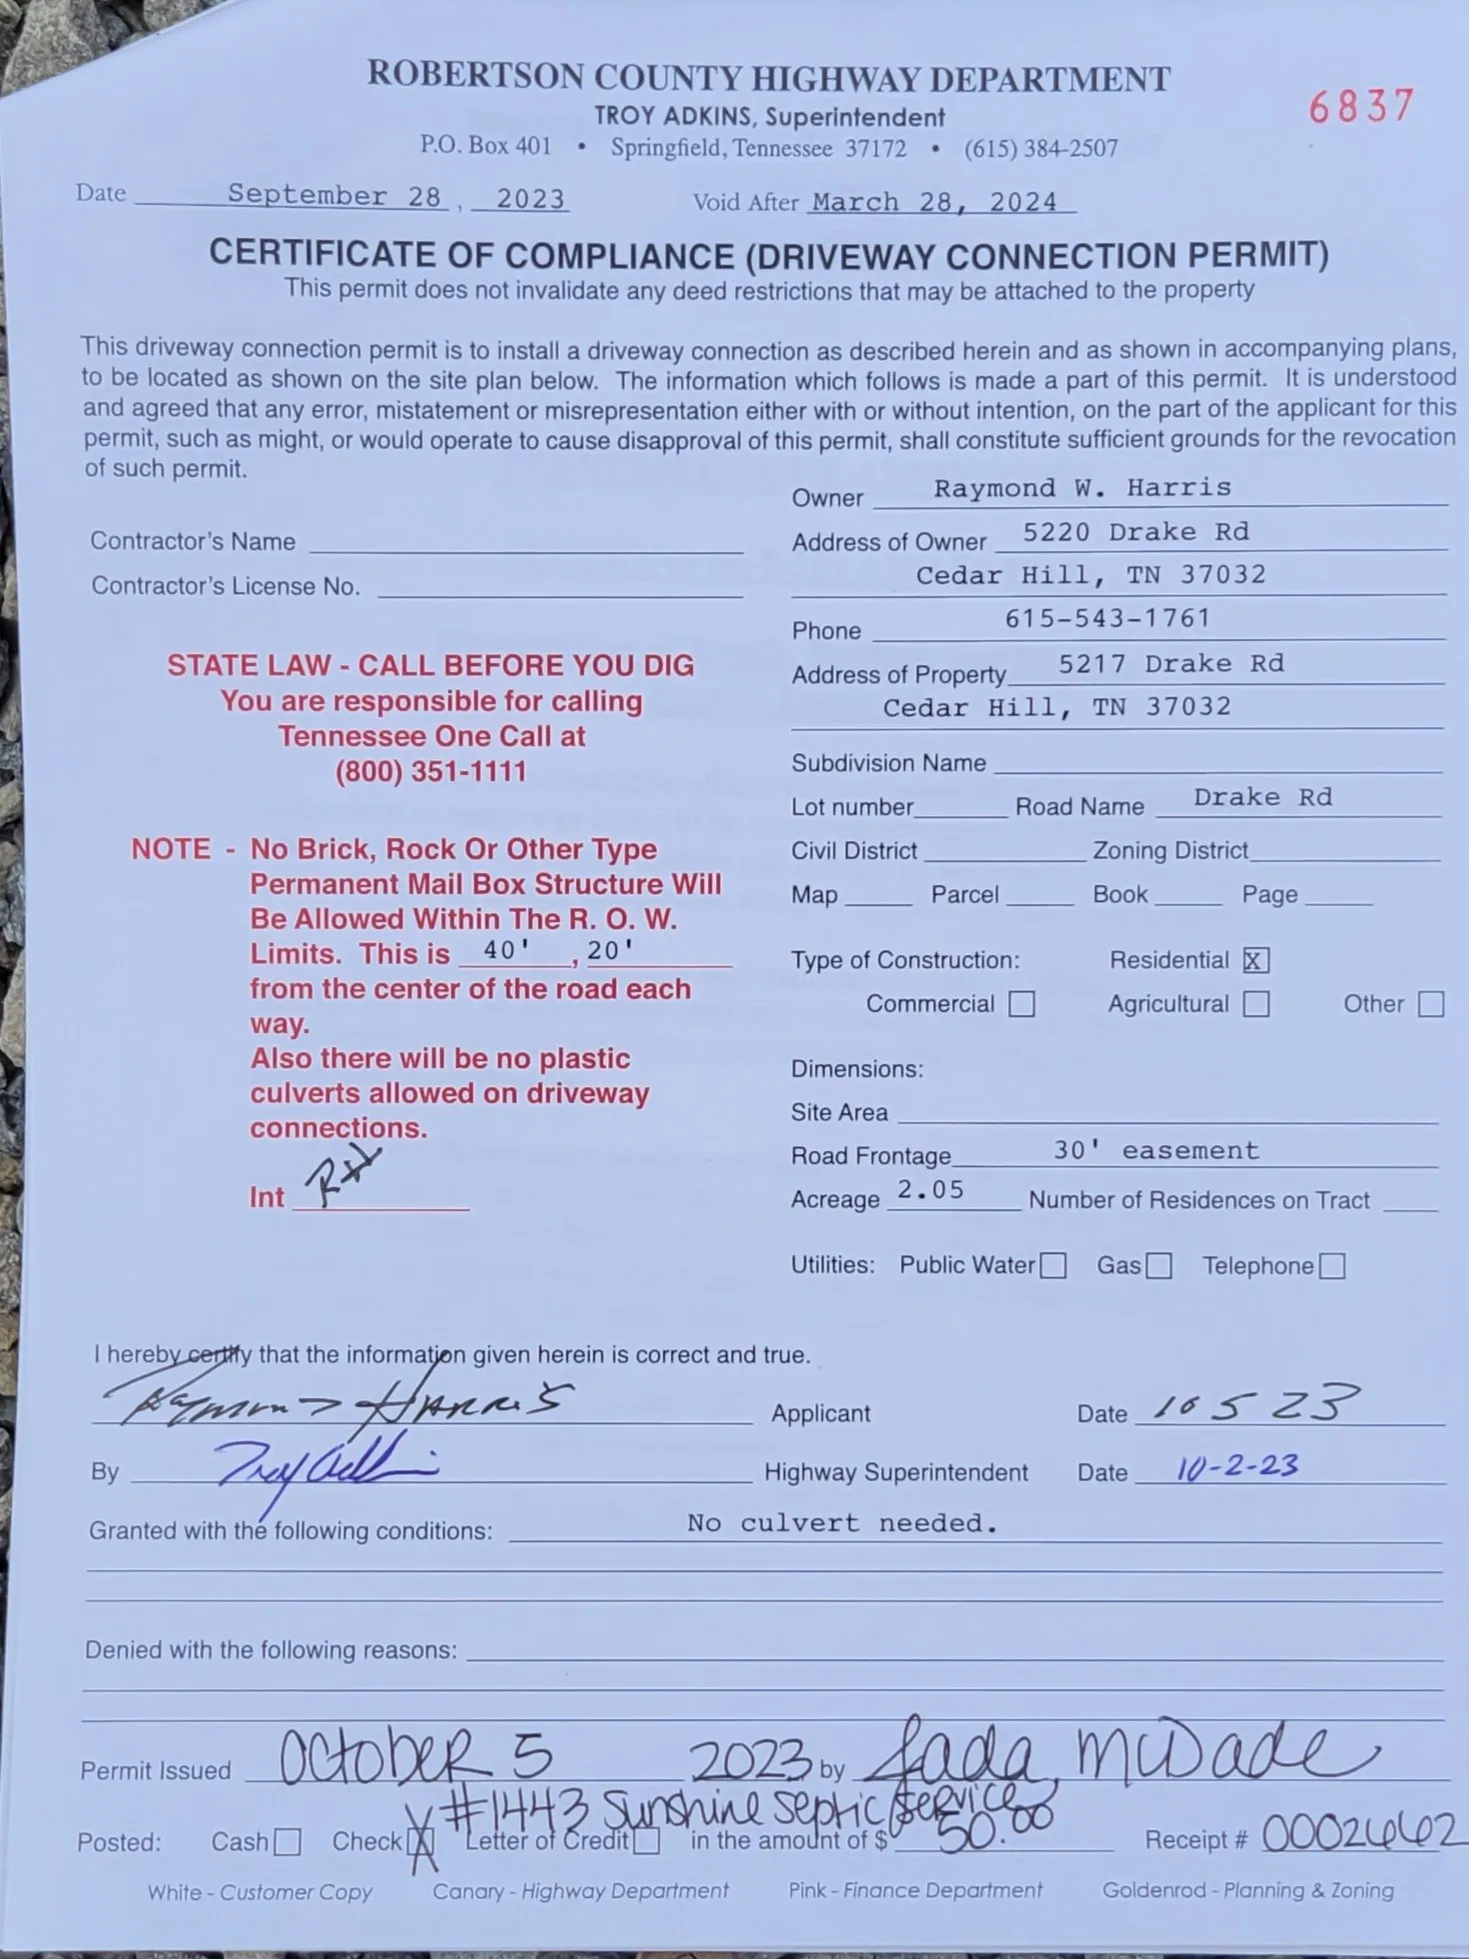 ROBERTSON COUNTY HIGHWAY DEPARTMENT
6837
TROY ADKINS, Superintendent
P.O. Box 401 • Springfield, Tennessee 37172 • (615) 384-2507
Date September 28, 2023 Void After March 28, 2024
CERTIFICATE OF COMPLIANCE (DRIVEWAY CONNECTION PERMIT)
This permit does not invalidate any deed restrictions that may be attached to the property
This driveway connection permit is to install a driveway connection as described herein and as shown in accompanying plans,
to be located as shown on the site plan below. The information which follows is made a part of this permit. It is understood
and agreed that any error, mistatement or misrepresentation either with or without intention, on the part of the applicant for this
permit, such as might, or would operate to cause disapproval of this permit, shall constitute sufficient grounds for the revocation
of such permit.
Contractor's Name
Contractor's License No.
STATE LAW - CALL BEFORE YOU DIG
You are responsible for calling
Tennessee One Call at
(800) 351-1111
NOTE - No Brick, Rock Or Other Type
Permanent Mail Box Structure Will
Be Allowed Within The R. O. W.
Limits. This is 40' , 20'
from the center of the road each
way.
Also there will be no plastic
culverts allowed on driveway
connections.
Int RH
Owner Raymond W. Harris
Address of Owner 5220 Drake Rd
Cedar Hill, TN 37032
Phone 615-543-1761
Address of Property 5217 Drake Rd
Cedar Hill, TN 37032
Subdivision Name
Lot number Road Name Drake Rd
Civil District Zoning District
Map Parcel Book Page
Type of Construction: Residential X
Commercial Agricultural Other
Dimensions:
Site Area
Road Frontage 30' easement
Acreage 2.05 Number of Residences on Tract
Utilities: Public Water Gas Telephone
I hereby certify that the information given herein is correct and true.
Raymond Harris Applicant Date 10 5 23
By Troy Adkins Highway Superintendent Date 10-2-23
Granted with the following conditions: No culvert needed.
Denied with the following reasons:
Permit Issued October 5 2023 by Jada McDade
#1443 Sunshine Septic Service
Posted: Cash Check X Letter of Credit in the amount of $ 50.00 Receipt # 00026662
White - Customer Copy Canary - Highway Department Pink - Finance Department Goldenrod - Planning & Zoning